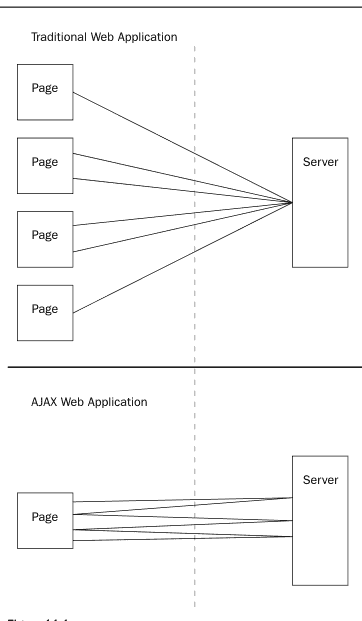 Traditional Web Application
Page
Page
Server
Page
Page
AJAX Web Application
Server
Page